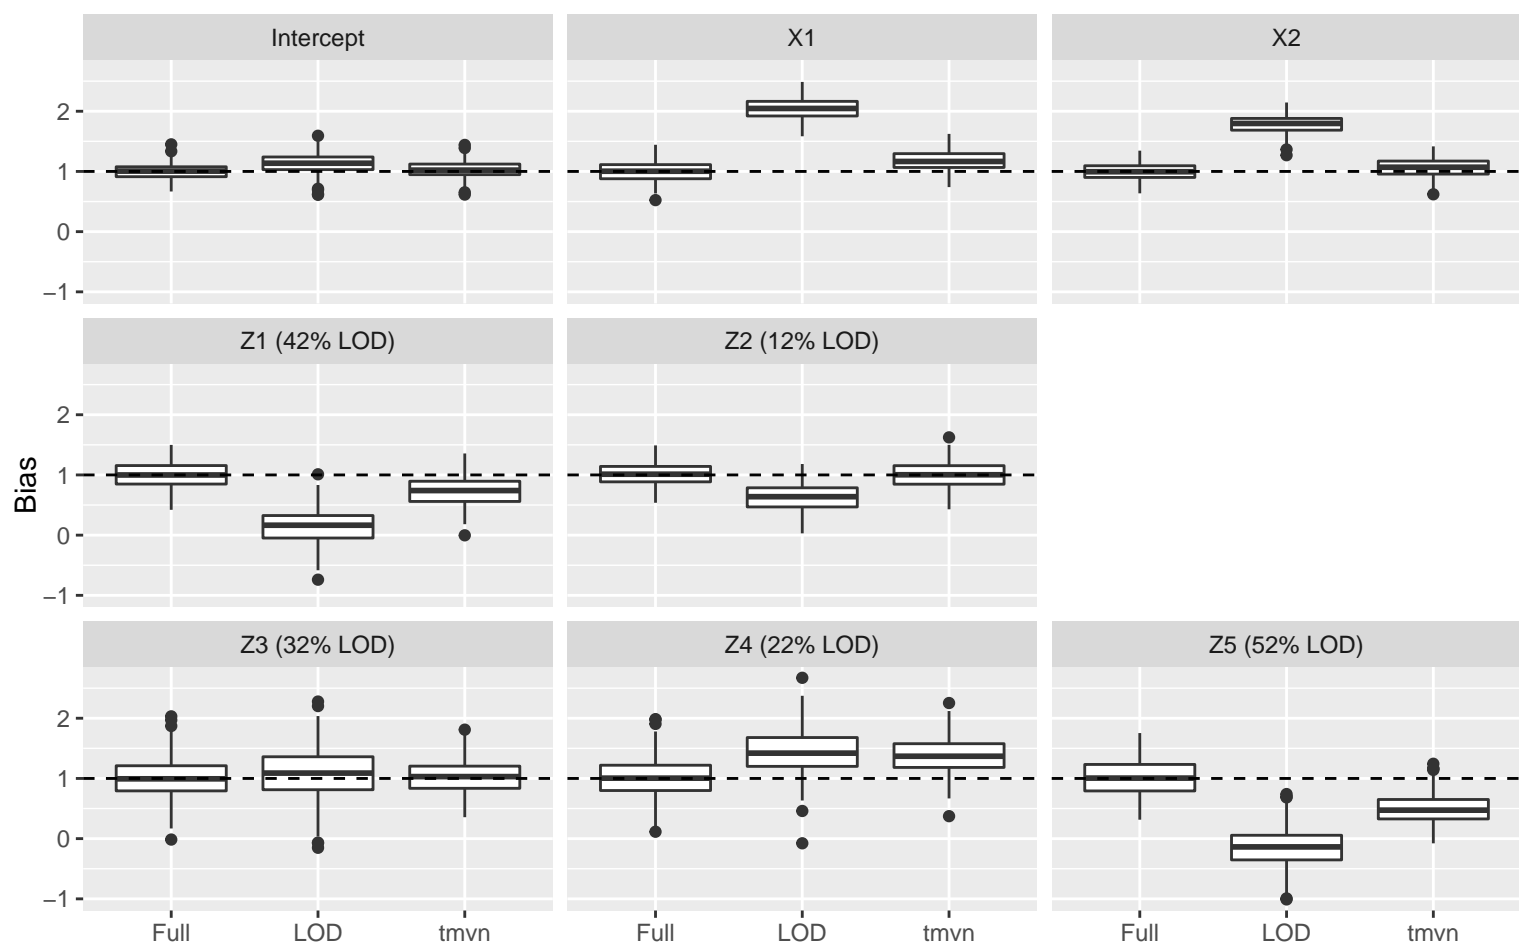 Intercept
X1
X2
2
1
0
−1
Z1 (42% LOD)
Z2 (12% LOD)
2
1
0
−1
Bias
Z3 (32% LOD)
Z4 (22% LOD)
Z5 (52% LOD)
2
1
0
−1
Full
LOD
tmvn
Full
LOD
tmvn
Full
LOD
tmvn